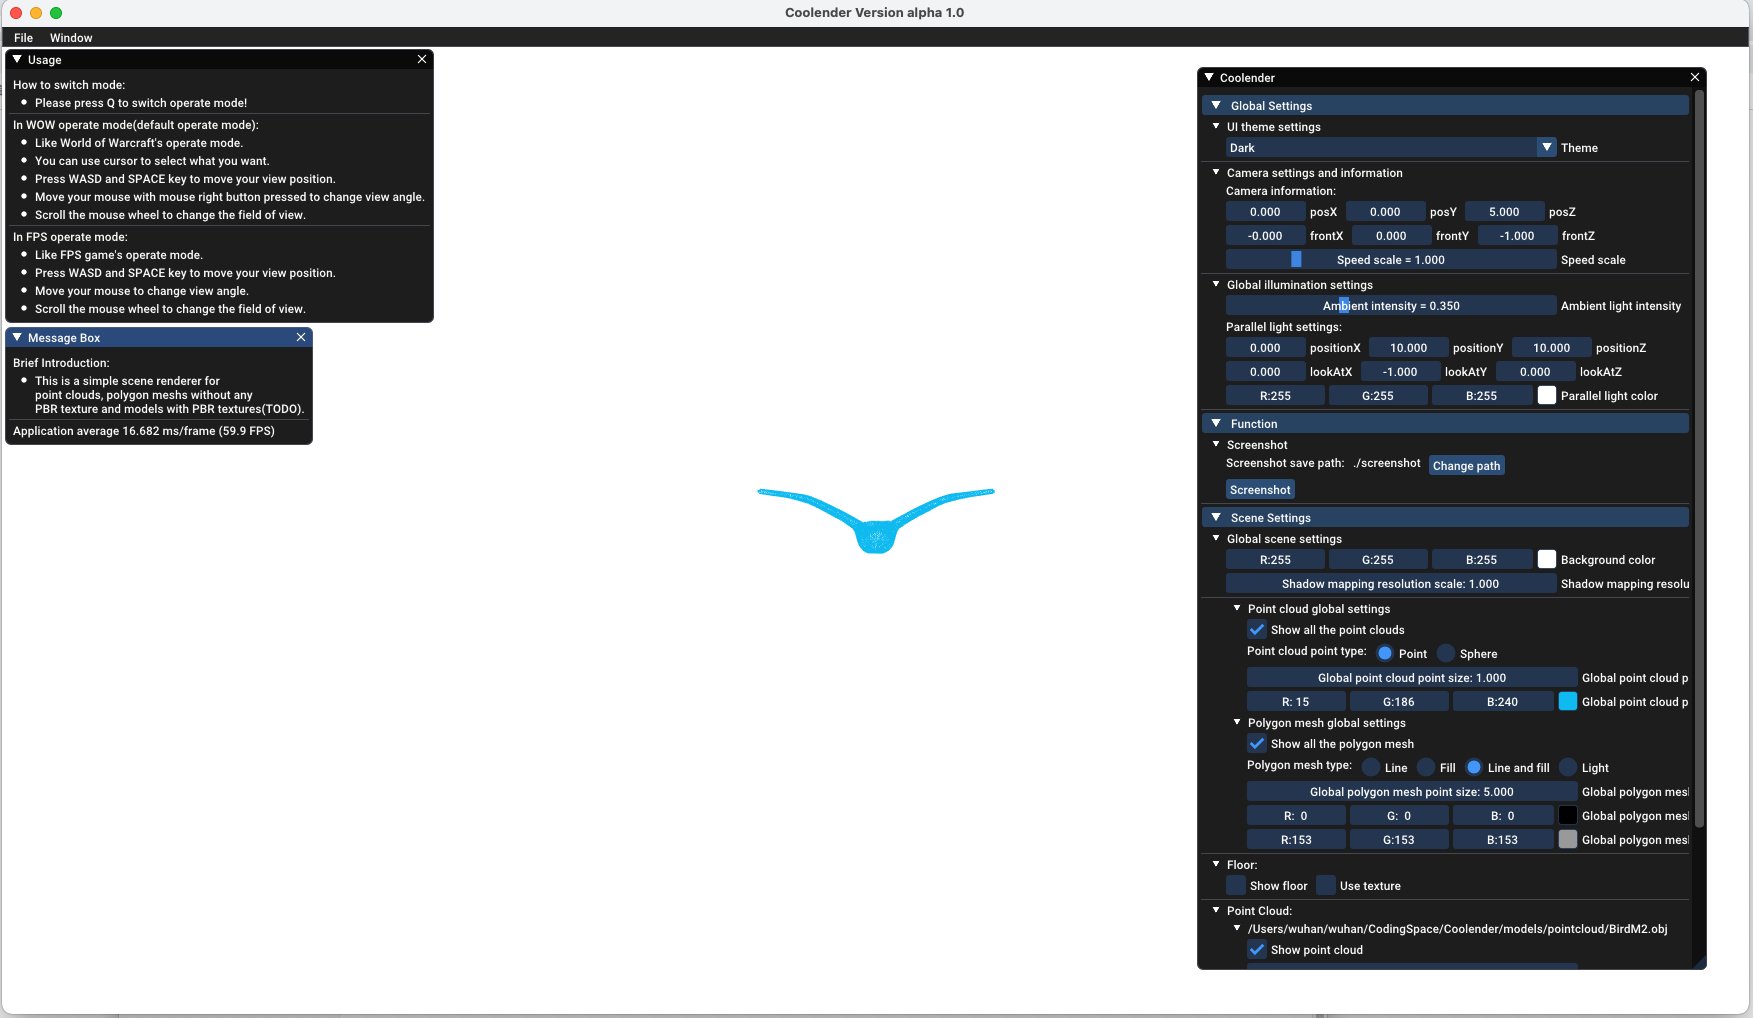 Coolender Version alpha 1.0
File Window
Usage
How to switch mode:
Please press Q to switch operate mode!
In WOW operate mode(default operate mode):
Like World of Warcraft's operate mode.
You can use cursor to select what you want.
Press WASD and SPACE key to move your view position.
Move your mouse with mouse right button pressed to change view angle.
Scroll the mouse wheel to change the field of view.
In FPS operate mode:
Like FPS game's operate mode.
Press WASD and SPACE key to move your view position.
Move your mouse to change view angle.
Scroll the mouse wheel to change the field of view.
Message Box
Brief Introduction:
This is a simple scene renderer for
point clouds, polygon meshs without any
PBR texture and models with PBR textures(TODO).
Application average 16.682 ms/frame (59.9 FPS)
Coolender
Global Settings
UI theme settings
Dark Theme
Camera settings and information
Camera information:
0.000 posX 0.000 posY 5.000 posZ
-0.000 frontX 0.000 frontY -1.000 frontZ
Speed scale = 1.000 Speed scale
Global illumination settings
Ambient intensity = 0.350 Ambient light intensity
Parallel light settings:
0.000 positionX 10.000 positionY 10.000 positionZ
0.000 lookAtX -1.000 lookAtY 0.000 lookAtZ
R:255 G:255 B:255 Parallel light color
Function
Screenshot
Screenshot save path: ./screenshot Change path
Screenshot
Scene Settings
Global scene settings
R:255 G:255 B:255 Background color
Shadow mapping resolution scale: 1.000 Shadow mapping resolu
Point cloud global settings
Show all the point clouds
Point cloud point type: Point Sphere
Global point cloud point size: 1.000 Global point cloud p
R: 15 G:186 B:240 Global point cloud p
Polygon mesh global settings
Show all the polygon mesh
Polygon mesh type: Line Fill Line and fill Light
Global polygon mesh point size: 5.000 Global polygon mesh
R: 0 G: 0 B: 0 Global polygon mesh
R:153 G:153 B:153 Global polygon mesh
Floor:
Show floor Use texture
Point Cloud:
/Users/wuhan/wuhan/CodingSpace/Coolender/models/pointcloud/BirdM2.obj
Show point cloud